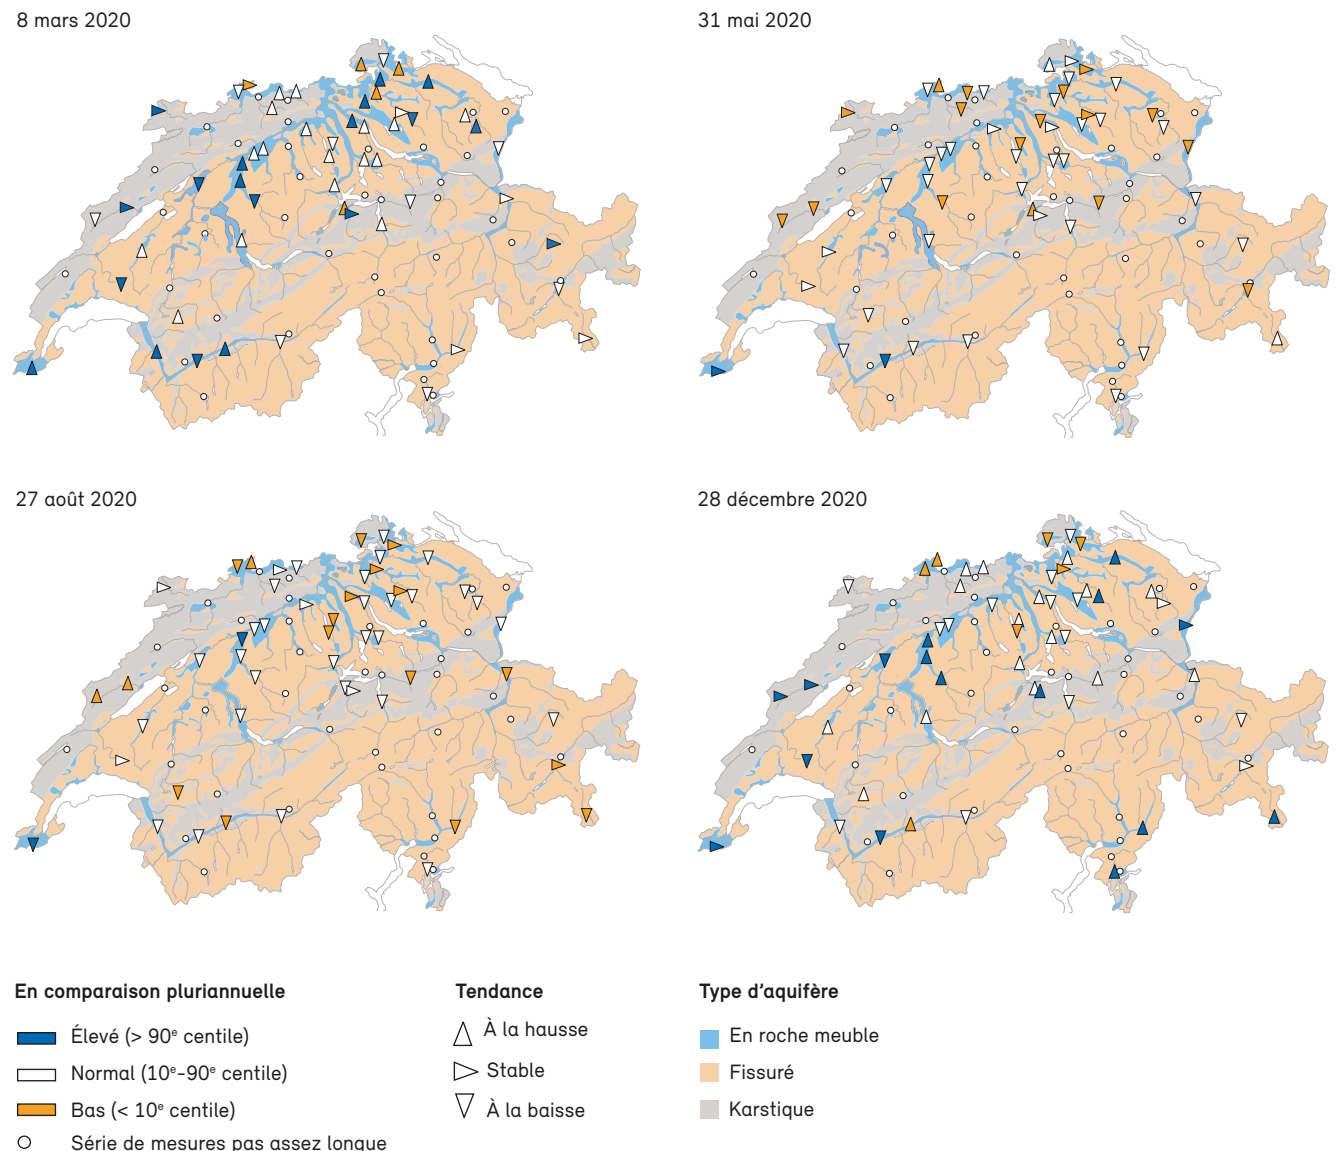 8 mars 2020
31 mai 2020
27 août 2020
28 décembre 2020
En comparaison pluriannuelle
Élevé (> 90e centile)
Normal (10e-90e centile)
Bas (< 10e centile)
Série de mesures pas assez longue
Tendance
À la hausse
Stable
À la baisse
Type d'aquifère
En roche meuble
Fissuré
Karstique